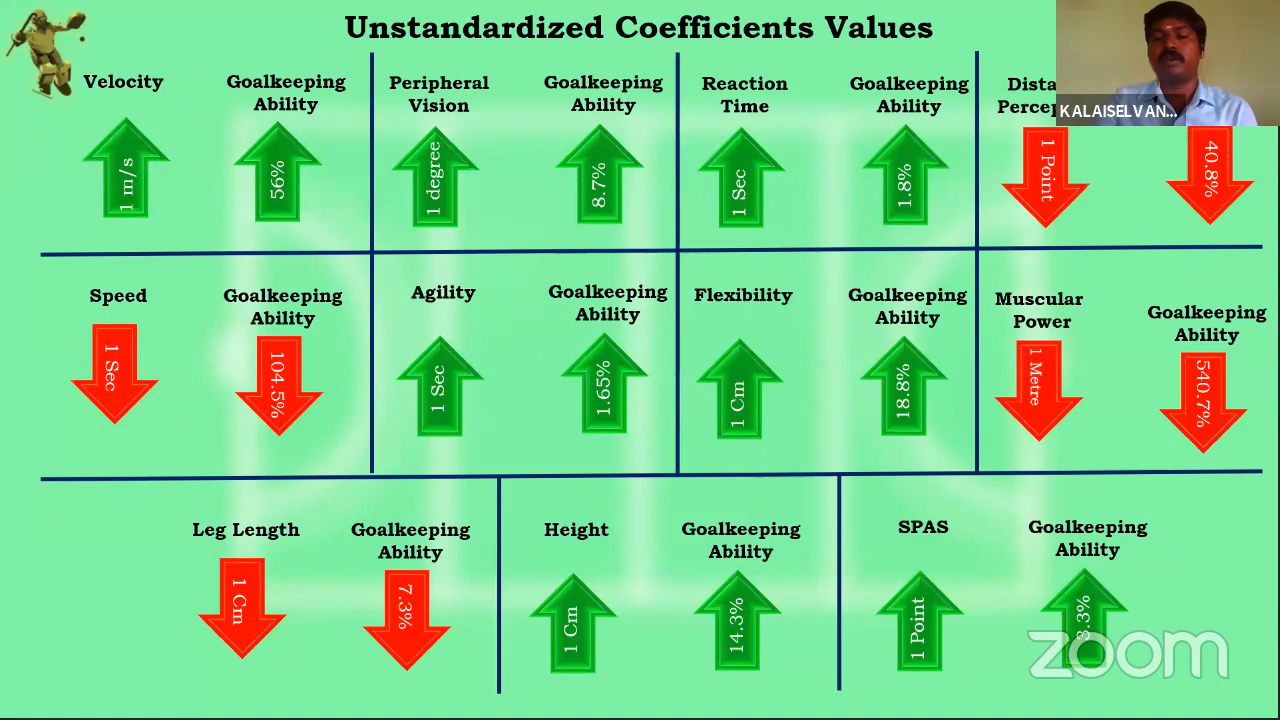 Unstandardized Coefficients Values
Velocity
Goalkeeping
Ability
1 m/s
56%
Peripheral
Vision
Goalkeeping
Ability
1 degree
8.7%
Reaction
Time
Goalkeeping
Ability
1 Sec
1.8%
KALAISELVAN...
1 Point
40.8%
Speed
Goalkeeping
Ability
1 Sec
104.5%
Agility
Goalkeeping
Ability
1 Sec
1.65%
Flexibility
Goalkeeping
Ability
1 Cm
18.8%
Muscular
Power
Goalkeeping
Ability
1 Metre
540.7%
Leg Length
Goalkeeping
Ability
1 Cm
7.3%
Height
Goalkeeping
Ability
1 Cm
14.3%
SPAS
Goalkeeping
Ability
1 Point
3.3%
zoom